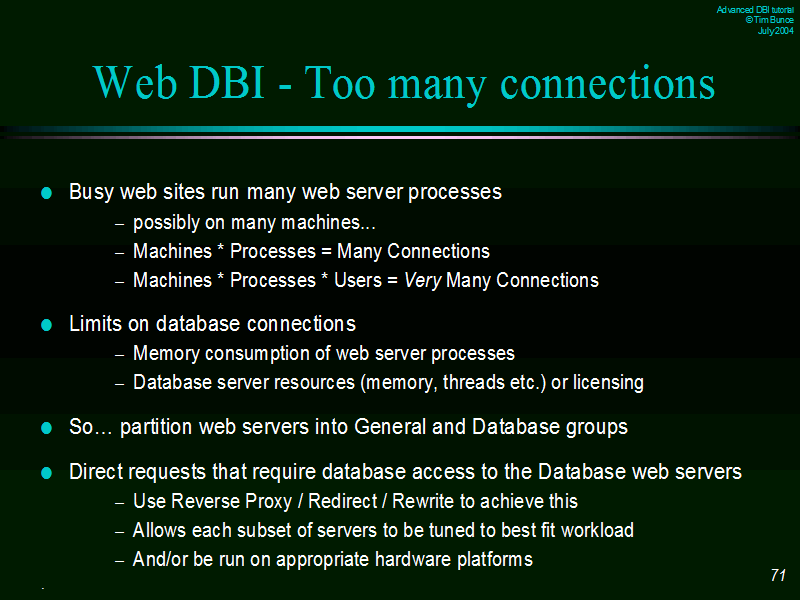 Advanced DBI tutorial
© Tim Bunce
July 2004
Web DBI - Too many connections
Busy web sites run many web server processes
– possibly on many machines...
– Machines * Processes = Many Connections
– Machines * Processes * Users = Very Many Connections
Limits on database connections
– Memory consumption of web server processes
– Database server resources (memory, threads etc.) or licensing
So... partition web servers into General and Database groups
Direct requests that require database access to the Database web servers
– Use Reverse Proxy / Redirect / Rewrite to achieve this
– Allows each subset of servers to be tuned to best fit workload
– And/or be run on appropriate hardware platforms
71
.